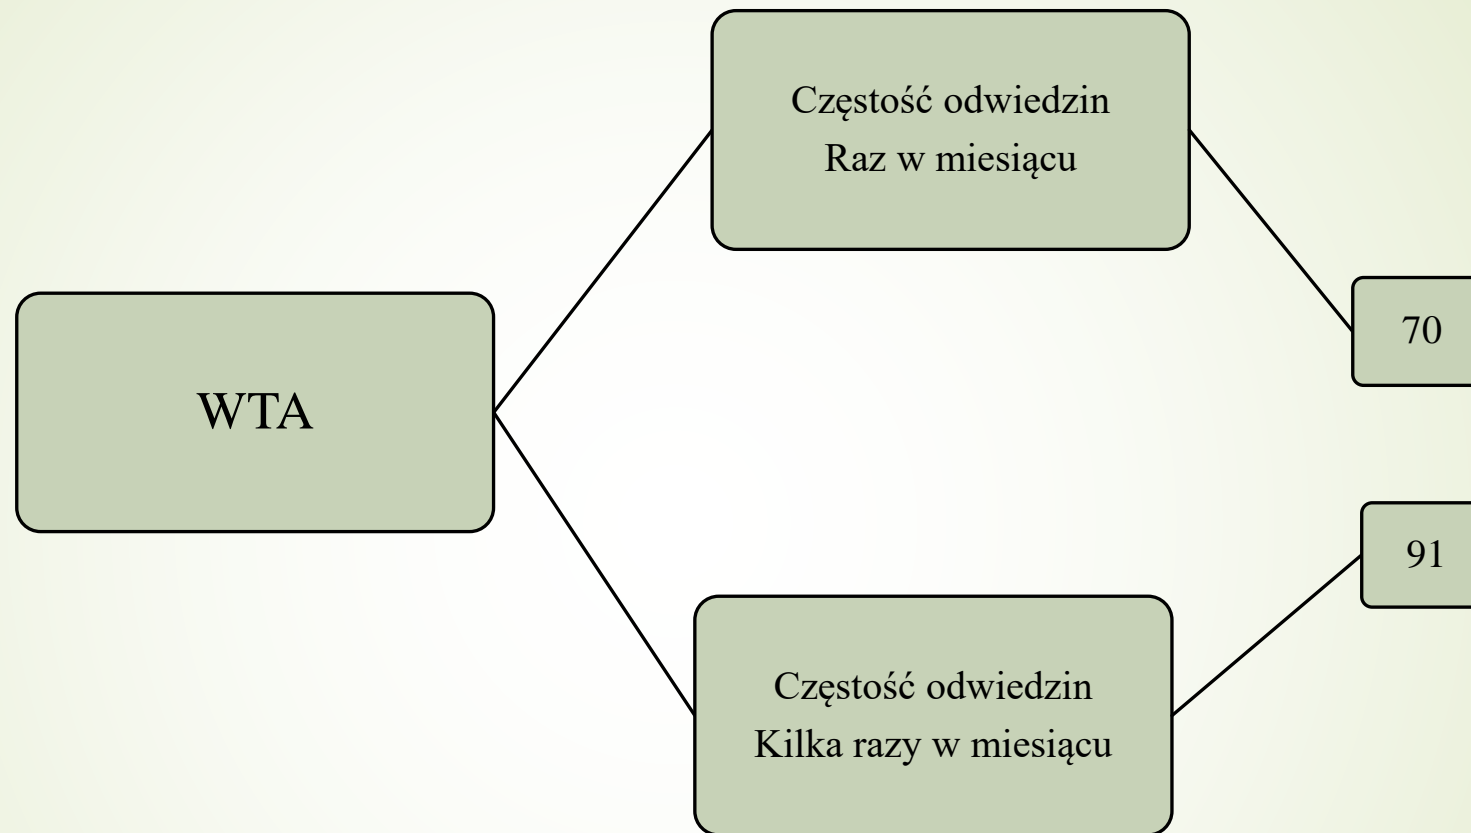 WTA
Częstość odwiedzin
Raz w miesiącu
70
Częstość odwiedzin
Kilka razy w miesiącu
91